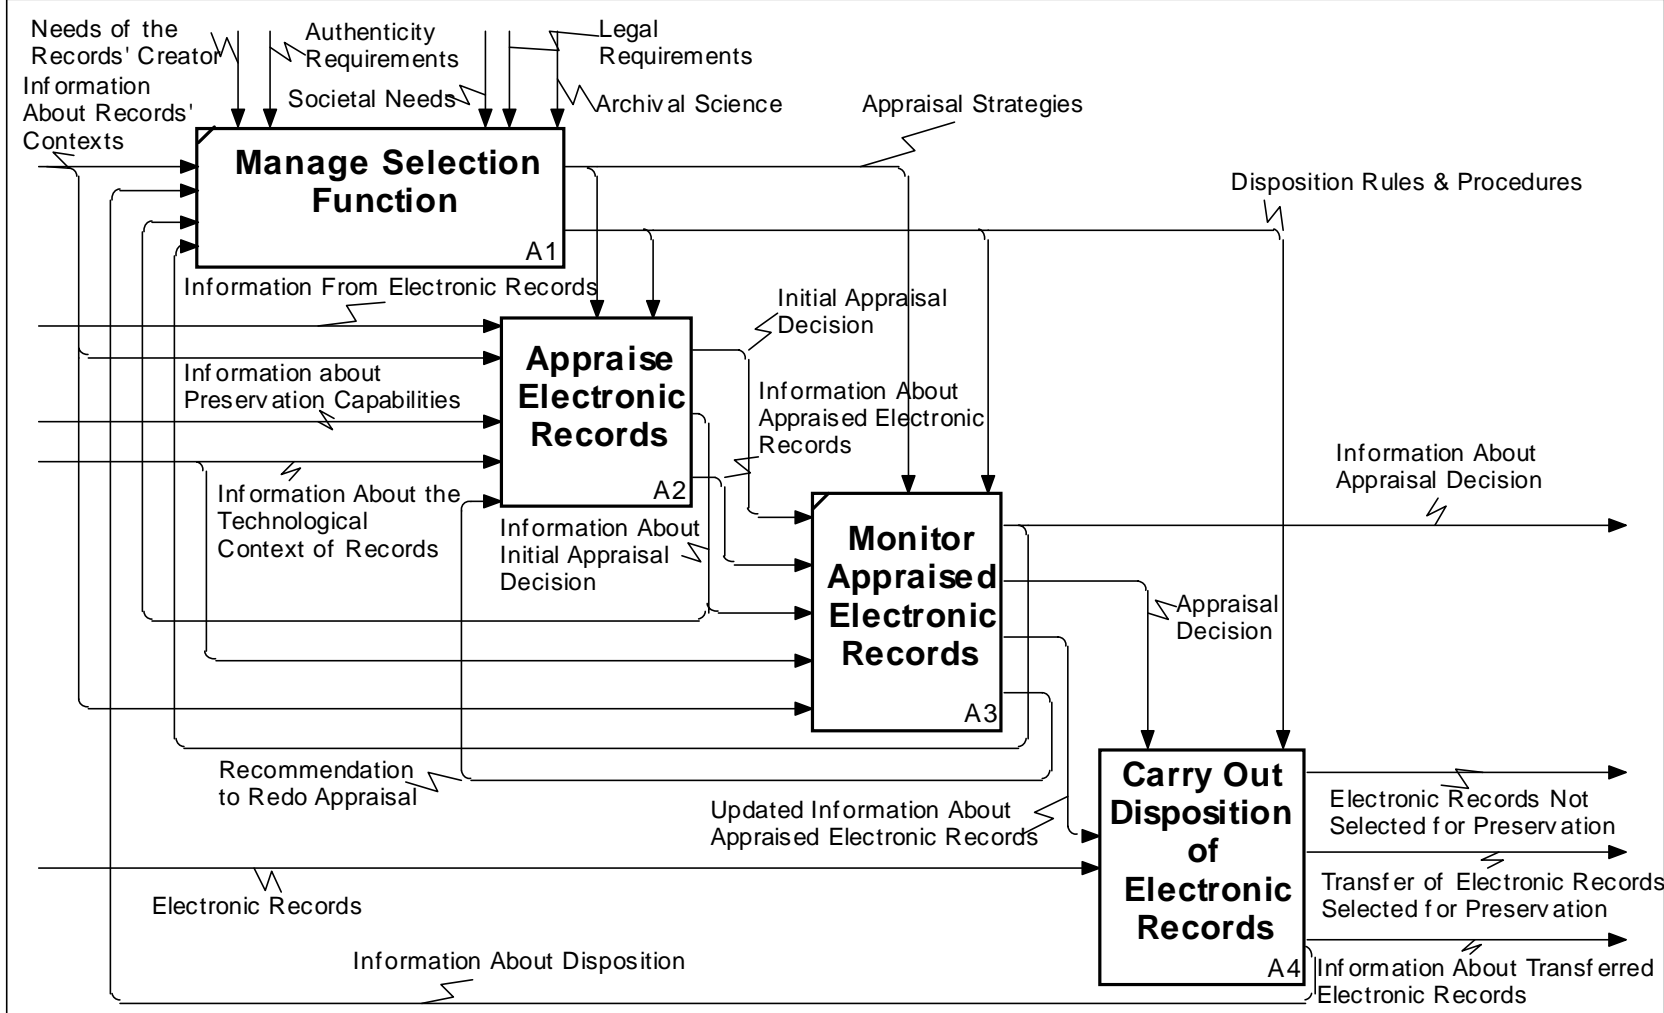 Needs of the
Records' Creator
Authenticity
Requirements
Legal
Requirements
Information
About Records'
Contexts
Societal Needs
Archival Science
Appraisal Strategies
Manage Selection
Function
A1
Disposition Rules & Procedures
Information From Electronic Records
Initial Appraisal
Decision
Appraise
Electronic
Records
A2
Information about
Preservation Capabilities
Information About
Appraised Electronic
Records
Information About
Appraisal Decision
Information About the
Technological
Context of Records
Information About
Initial Appraisal
Decision
Monitor
Appraised
Electronic
Records
A3
Appraisal
Decision
Recommendation
to Redo Appraisal
Updated Information About
Appraised Electronic Records
Carry Out
Disposition
of
Electronic
Records
A4
Electronic Records Not
Selected for Preservation
Transfer of Electronic Records
Selected for Preservation
Electronic Records
Information About Disposition
Information About Transferred
Electronic Records